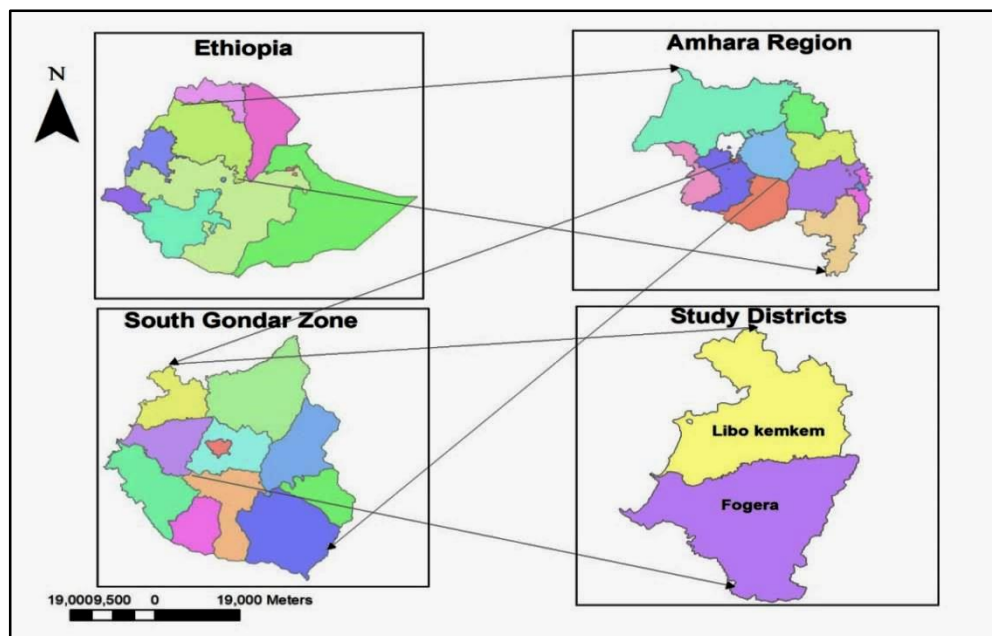 Ethiopia
Amhara Region
N
South Gondar Zone
Study Districts
Libo kemkem
Fogera
19,0009,500 0 19,000 Meters